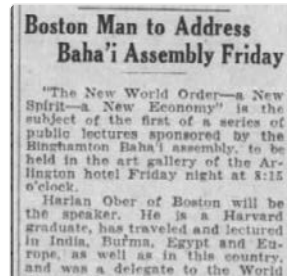 Boston Man to Address
Baha'i Assembly Friday
"The New World Order—a New
Spirit—a New Economy" is the
subject of the first of a series of
public lectures sponsored by the
Binghamton Baha'i assembly, to be
held in the art gallery of the Ar-
lington hotel Friday night at 8:15
o'clock.
Harlan Ober of Boston will be
the speaker. He is a Harvard
graduate, has traveled and lectured
in India, Burma, Egypt and Eu-
rope, as well as in this country,
and was a delegate to the World